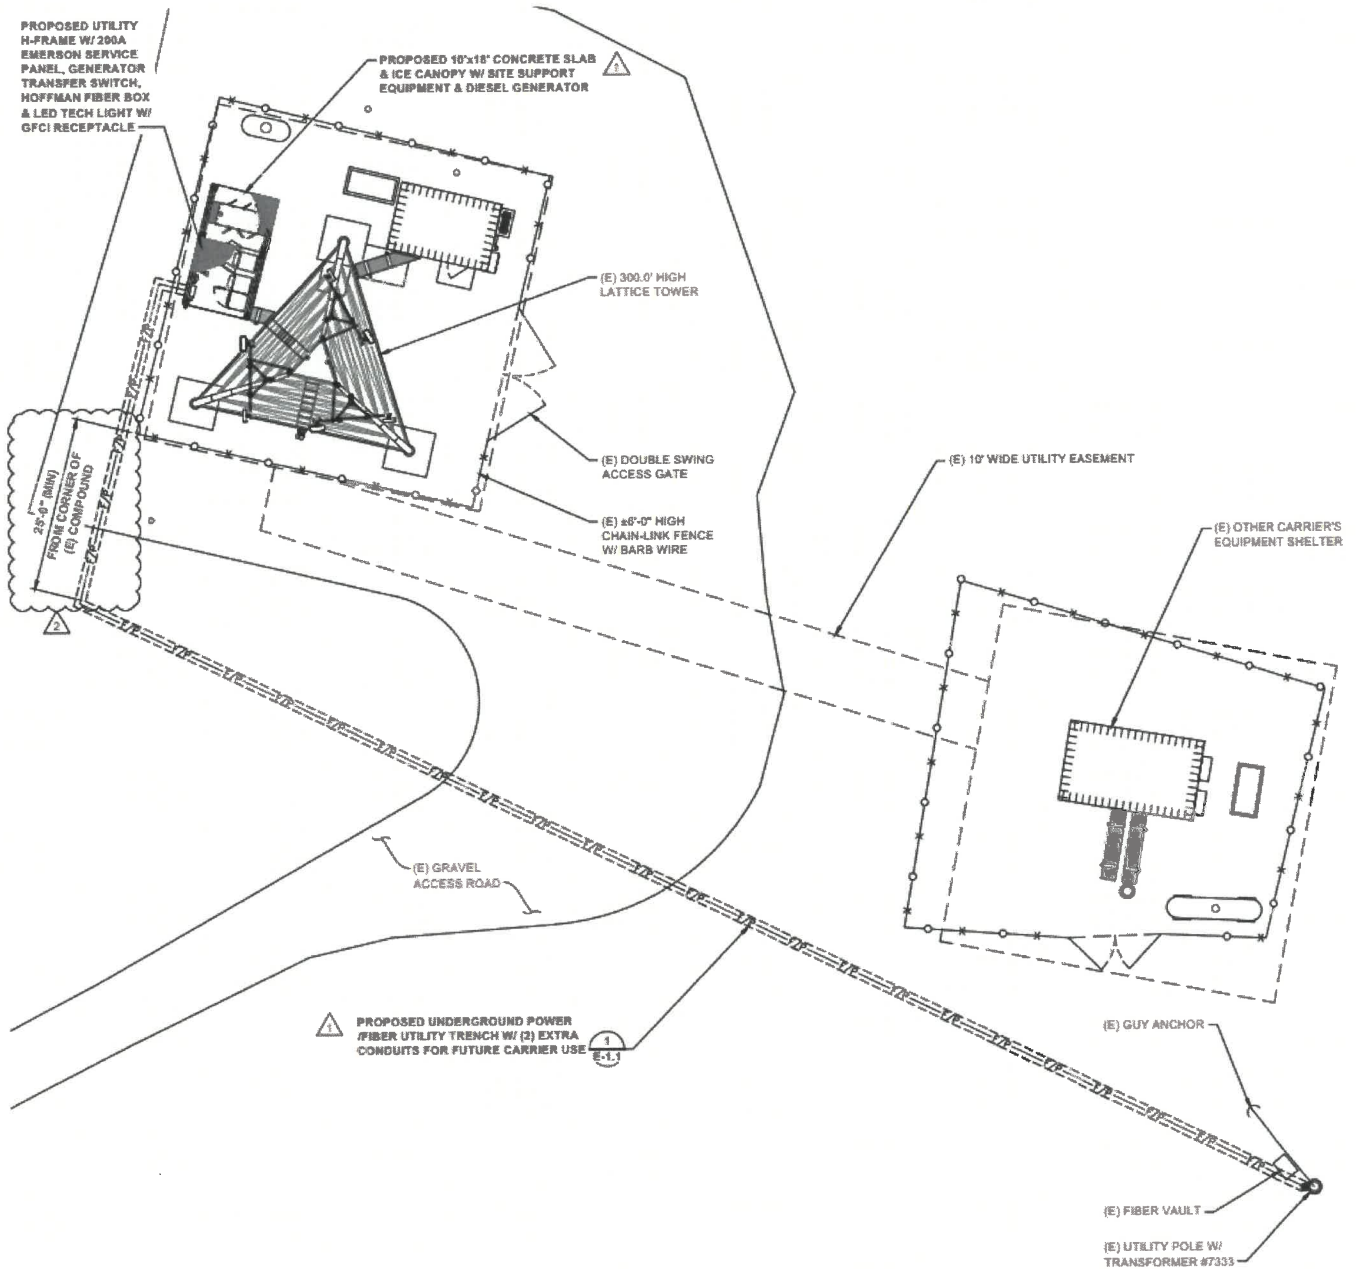 PROPOSED UTILITY
H-FRAME W/ 200A
EMERSON SERVICE
PANEL, GENERATOR
TRANSFER SWITCH,
HOFFMAN FIBER BOX
& LED TECH LIGHT W/
GFCI RECEPTACLE
PROPOSED 10'x18' CONCRETE SLAB
& ICE CANOPY W/ SITE SUPPORT
EQUIPMENT & DIESEL GENERATOR
1
(E) 300.0' HIGH
LATTICE TOWER
(E) DOUBLE SWING
ACCESS GATE
(E) ±6'-0" HIGH
CHAIN-LINK FENCE
W/ BARB WIRE
(E) 10' WIDE UTILITY EASEMENT
(E) OTHER CARRIER'S
EQUIPMENT SHELTER
25'-0" (MIN)
FROM CORNER OF
(E) COMPOUND
2
(E) GRAVEL
ACCESS ROAD
1
PROPOSED UNDERGROUND POWER
/FIBER UTILITY TRENCH W/ (2) EXTRA
CONDUITS FOR FUTURE CARRIER USE
1
E-1.1
(E) GUY ANCHOR
(E) FIBER VAULT
(E) UTILITY POLE W/
TRANSFORMER #7333